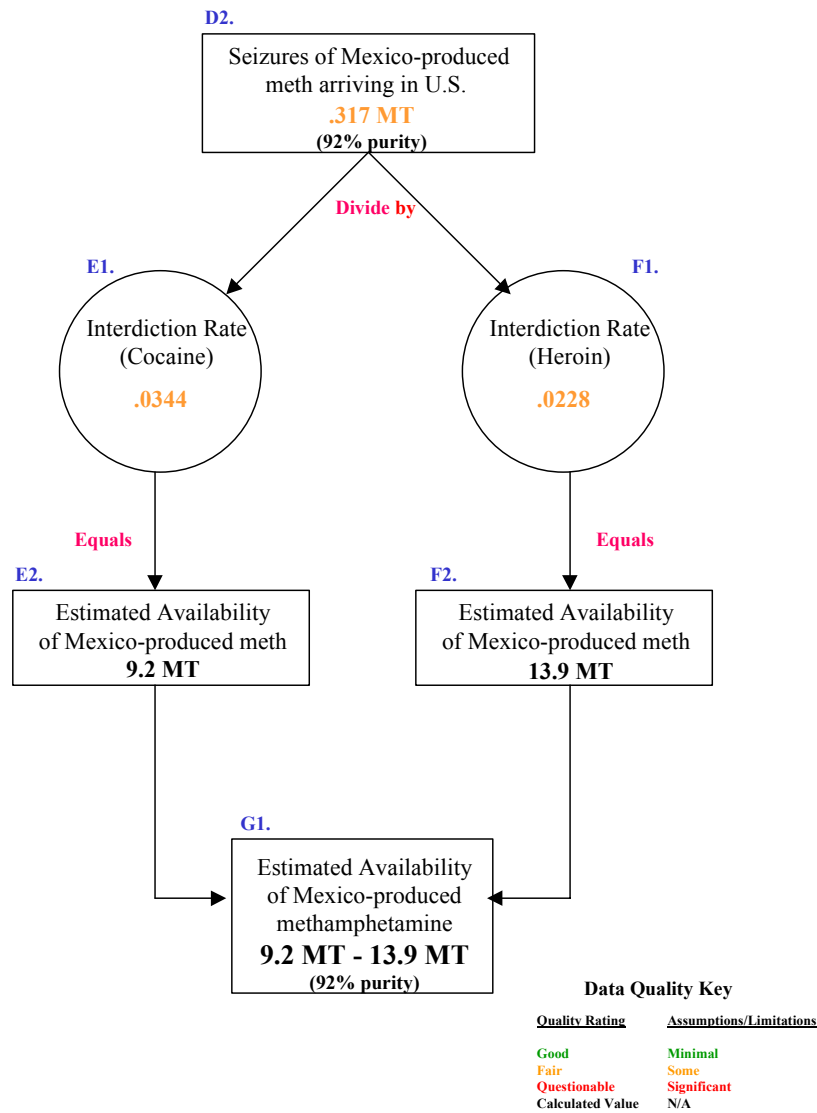 D2.
Seizures of Mexico-produced
meth arriving in U.S.
.317 MT
(92% purity)
Divide by
E1.
F1.
Interdiction Rate
(Cocaine)
.0344
Interdiction Rate
(Heroin)
.0228
Equals
Equals
E2.
F2.
Estimated Availability
of Mexico-produced meth
9.2 MT
Estimated Availability
of Mexico-produced meth
13.9 MT
G1.
Estimated Availability
of Mexico-produced
methamphetamine
9.2 MT - 13.9 MT
(92% purity)
Data Quality Key
Quality Rating Assumptions/Limitations
Good Minimal
Fair Some
Questionable Significant
Calculated Value N/A